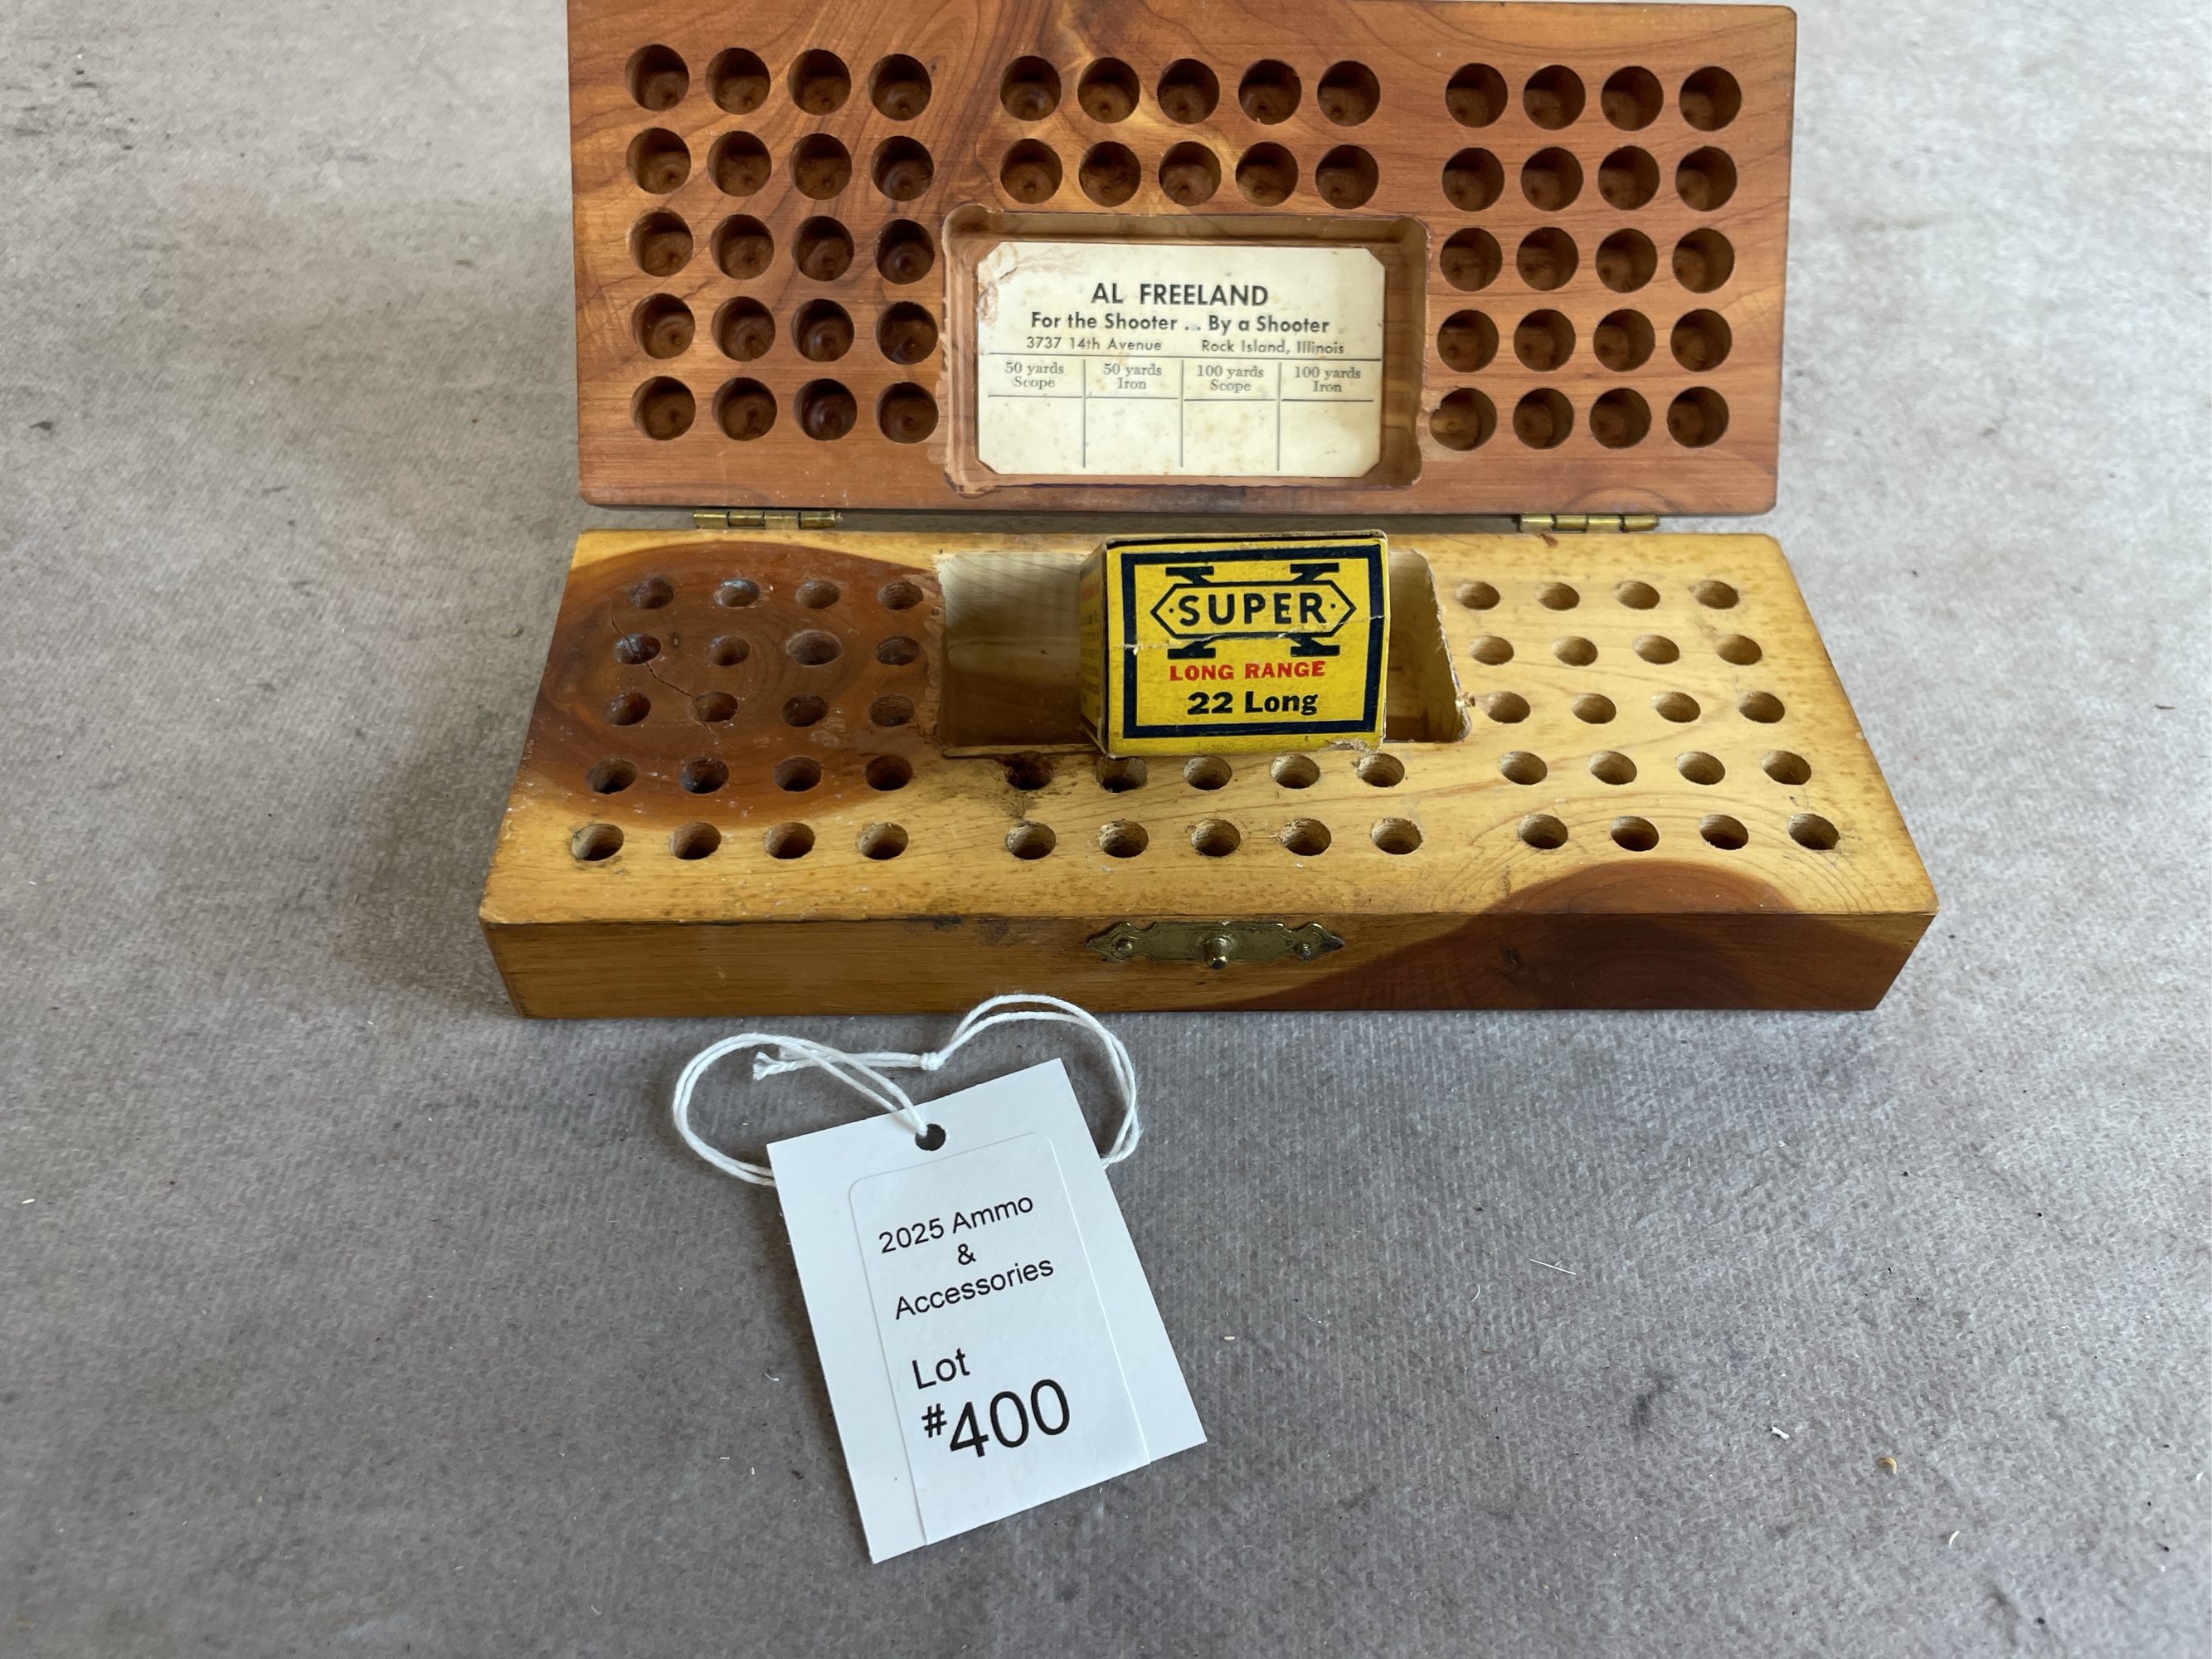 AL FREELAND
For the Shooter . . By a Shooter
3737 14th Avenue Rock Island, Illinois
50 yards Scope
50 yards Iron
100 yards Scope
100 yards Iron
X
SUPER
LONG RANGE
22 Long
2025 Ammo
&
Accessories
Lot
#400